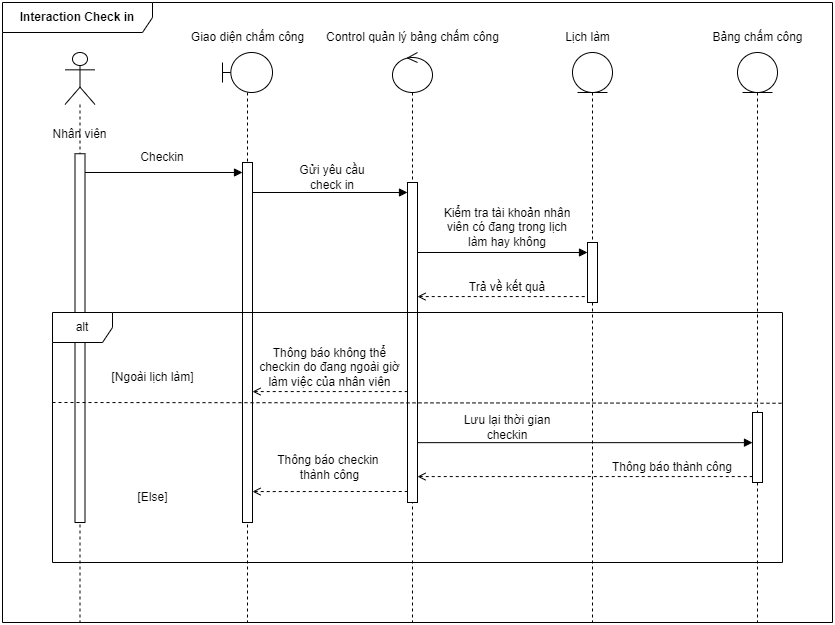 Interaction Check in
Giao diện chấm công
Control quản lý bảng chấm công
Lịch làm
Bảng chấm công
Nhân viên
Checkin
Gửi yêu cầu
check in
Kiểm tra tài khoản nhân
viên có đang trong lịch
làm hay không
Trả về kết quả
alt
Thông báo không thể
checkin do đang ngoài giờ
làm việc của nhân viên
[Ngoài lịch làm]
Lưu lại thời gian
checkin
Thông báo checkin
thành công
Thông báo thành công
[Else]